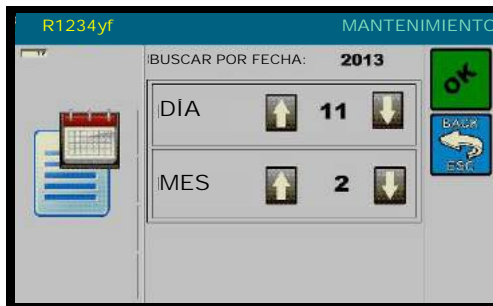 R1234yf MANTENIMIENTO
BUSCAR POR FECHA: 2013
OK
DÍA 11
BACK
ESC
MES 2